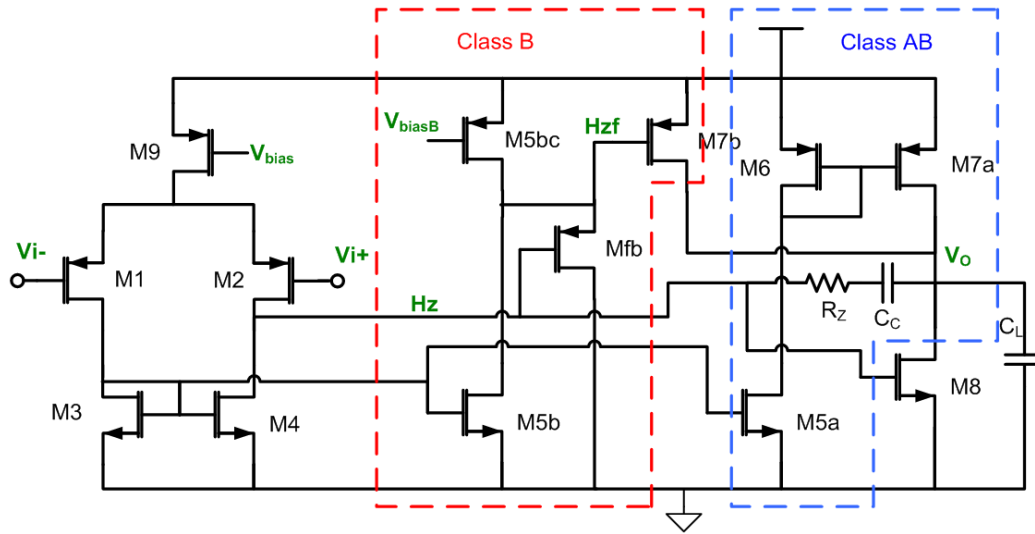 Class B
Class AB
M9
Vbias
VbiasB
M5bc
Hzf
M7b
M6
M7a
Vi-
M1
M2
Vi+
Mfb
VO
Hz
RZ
CC
CL
M3
M4
M5b
M5a
M8